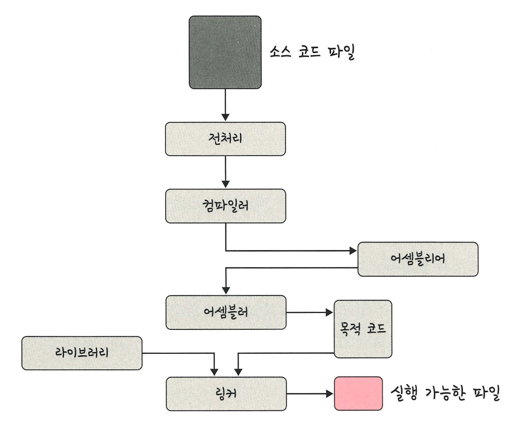 소스 코드 파일
전처리
컴파일러
어셈블리어
어셈블러
목적 코드
라이브러리
링커
실행 가능한 파일